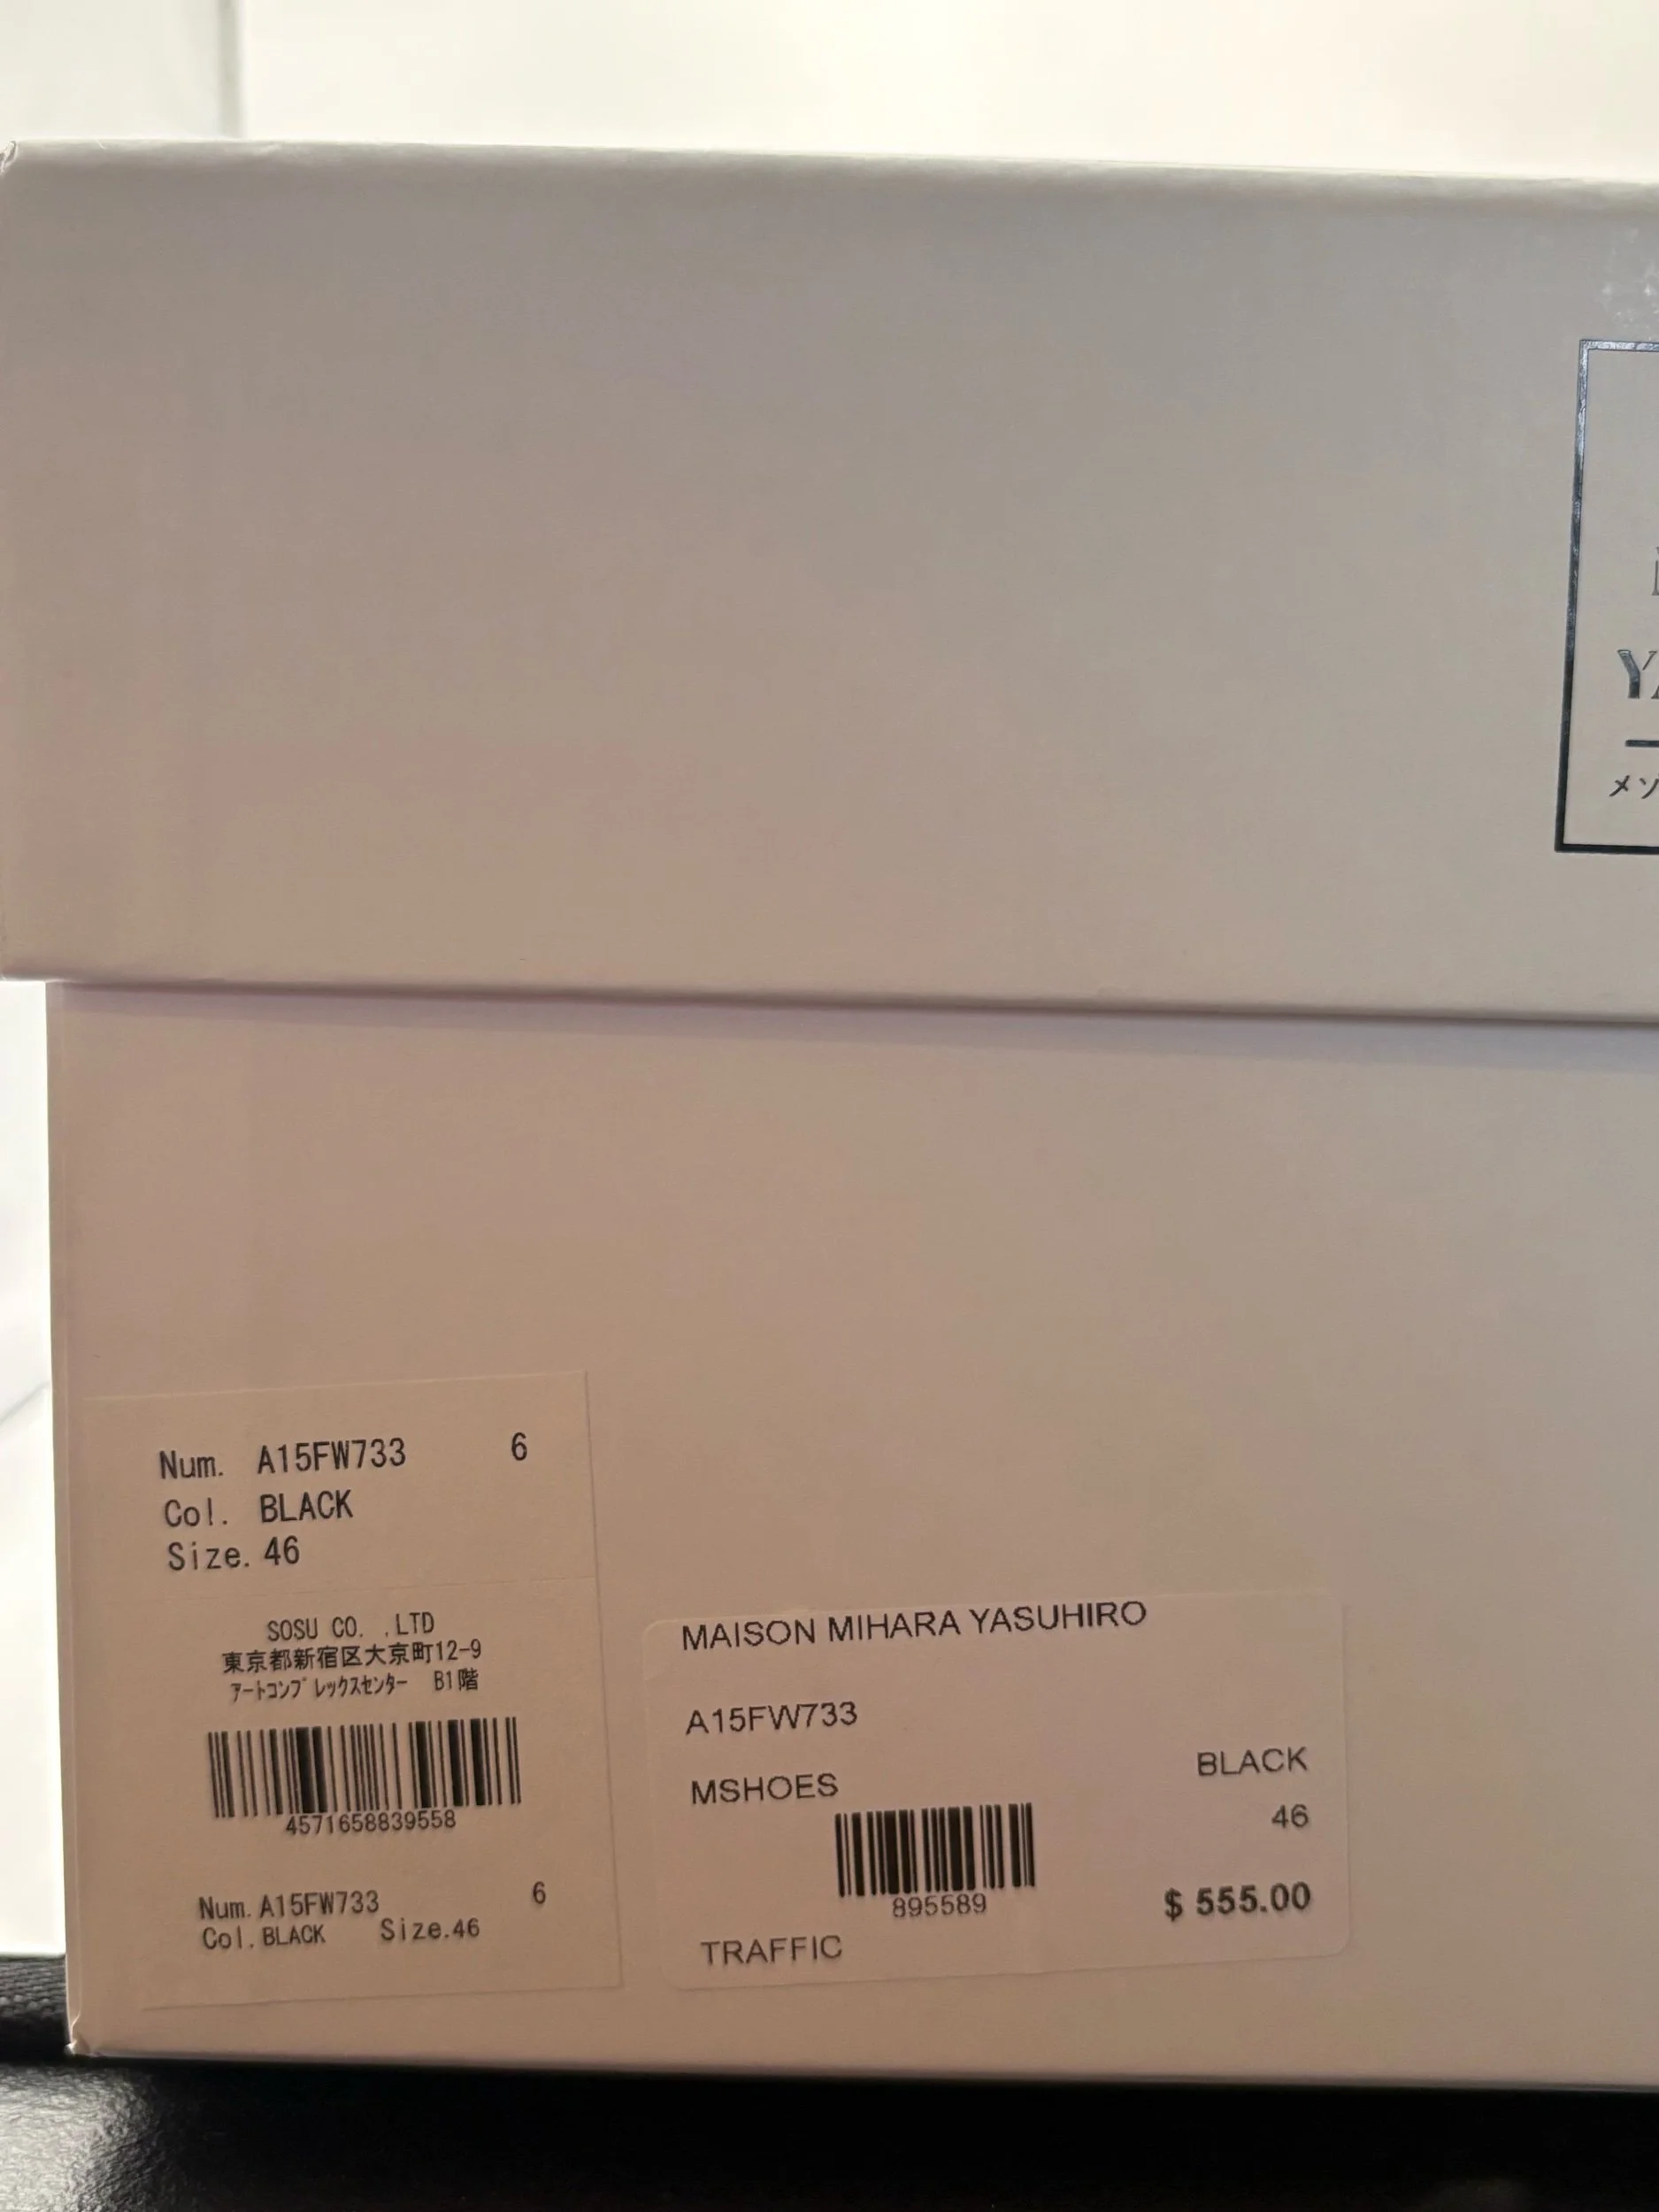 メソ
Num. A15FW733 6
Col. BLACK
Size. 46
SOSU CO. ,LTD
東京都新宿区大京町12-9
アートコンプレックスセンター B1階
4571658839558
Num. A15FW733 6
Col. BLACK Size.46
MAISON MIHARA YASUHIRO
A15FW733
MSHOES
BLACK
46
895589
$ 555.00
TRAFFIC